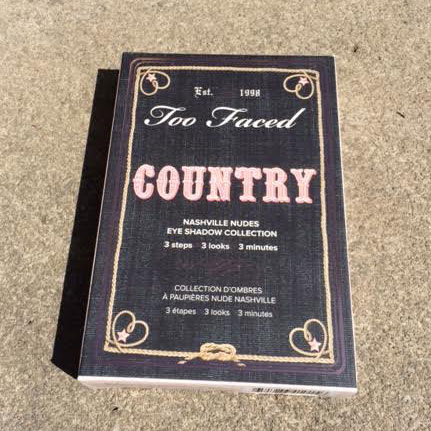 Est. 1998
Too Faced
COUNTRY
NASHVILLE NUDES
EYE SHADOW COLLECTION
3 steps 3 looks 3 minutes
COLLECTION D'OMBRES
À PAUPIÈRES NUDE NASHVILLE
3 étapes 3 looks 3 minutes